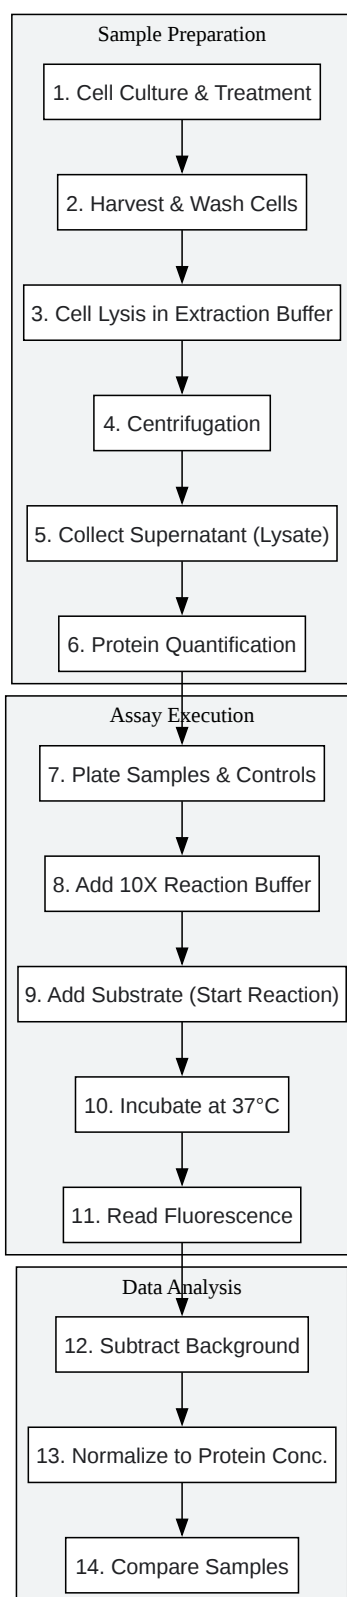 Sample Preparation
1. Cell Culture & Treatment
2. Harvest & Wash Cells
3. Cell Lysis in Extraction Buffer
4. Centrifugation
5. Collect Supernatant (Lysate)
6. Protein Quantification
Assay Execution
7. Plate Samples & Controls
8. Add 10X Reaction Buffer
9. Add Substrate (Start Reaction)
10. Incubate at 37°C
11. Read Fluorescence
Data Analysis
12. Subtract Background
13. Normalize to Protein Conc.
14. Compare Samples